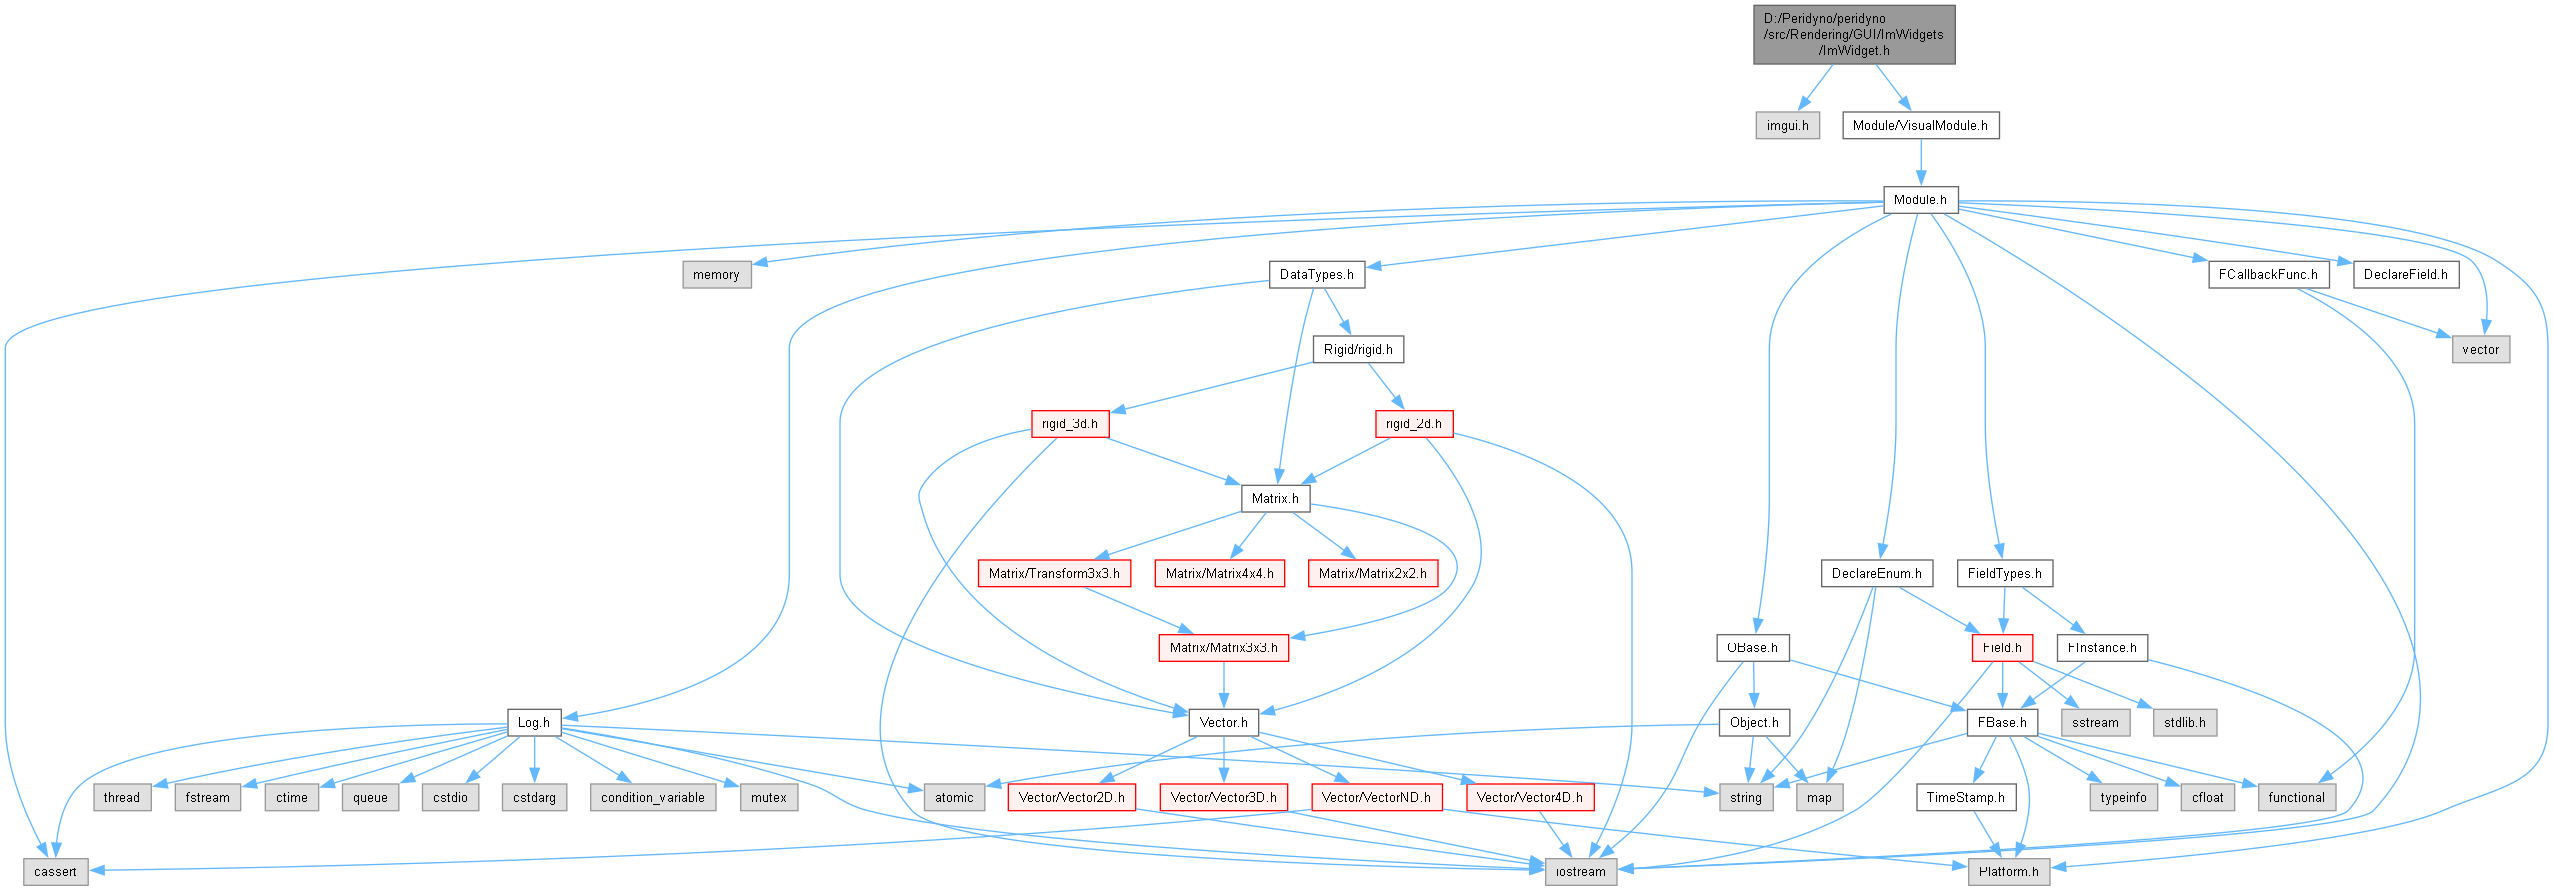 D:/Peridyno/peridyno
/src/Rendering/GUI/ImWidgets
/ImWidget.h
imgui.h
Module/VisualModule.h
Module.h
memory
DataTypes.h
FCallbackFunc.h
DeclareField.h
Rigid/rigid.h
vector
rigid_3d.h
rigid_2d.h
Matrix.h
Matrix/Transform3x3.h
Matrix/Matrix4x4.h
Matrix/Matrix2x2.h
DeclareEnum.h
FieldTypes.h
Matrix/Matrix3x3.h
OBase.h
Field.h
FInstance.h
Log.h
Vector.h
Object.h
FBase.h
sstream
stdlib.h
thread
fstream
ctime
queue
cstdio
cstdarg
condition_variable
mutex
atomic
Vector/Vector2D.h
Vector/Vector3D.h
Vector/VectorND.h
Vector/Vector4D.h
string
map
TimeStamp.h
typeinfo
cfloat
functional
cassert
iostream
Platform.h